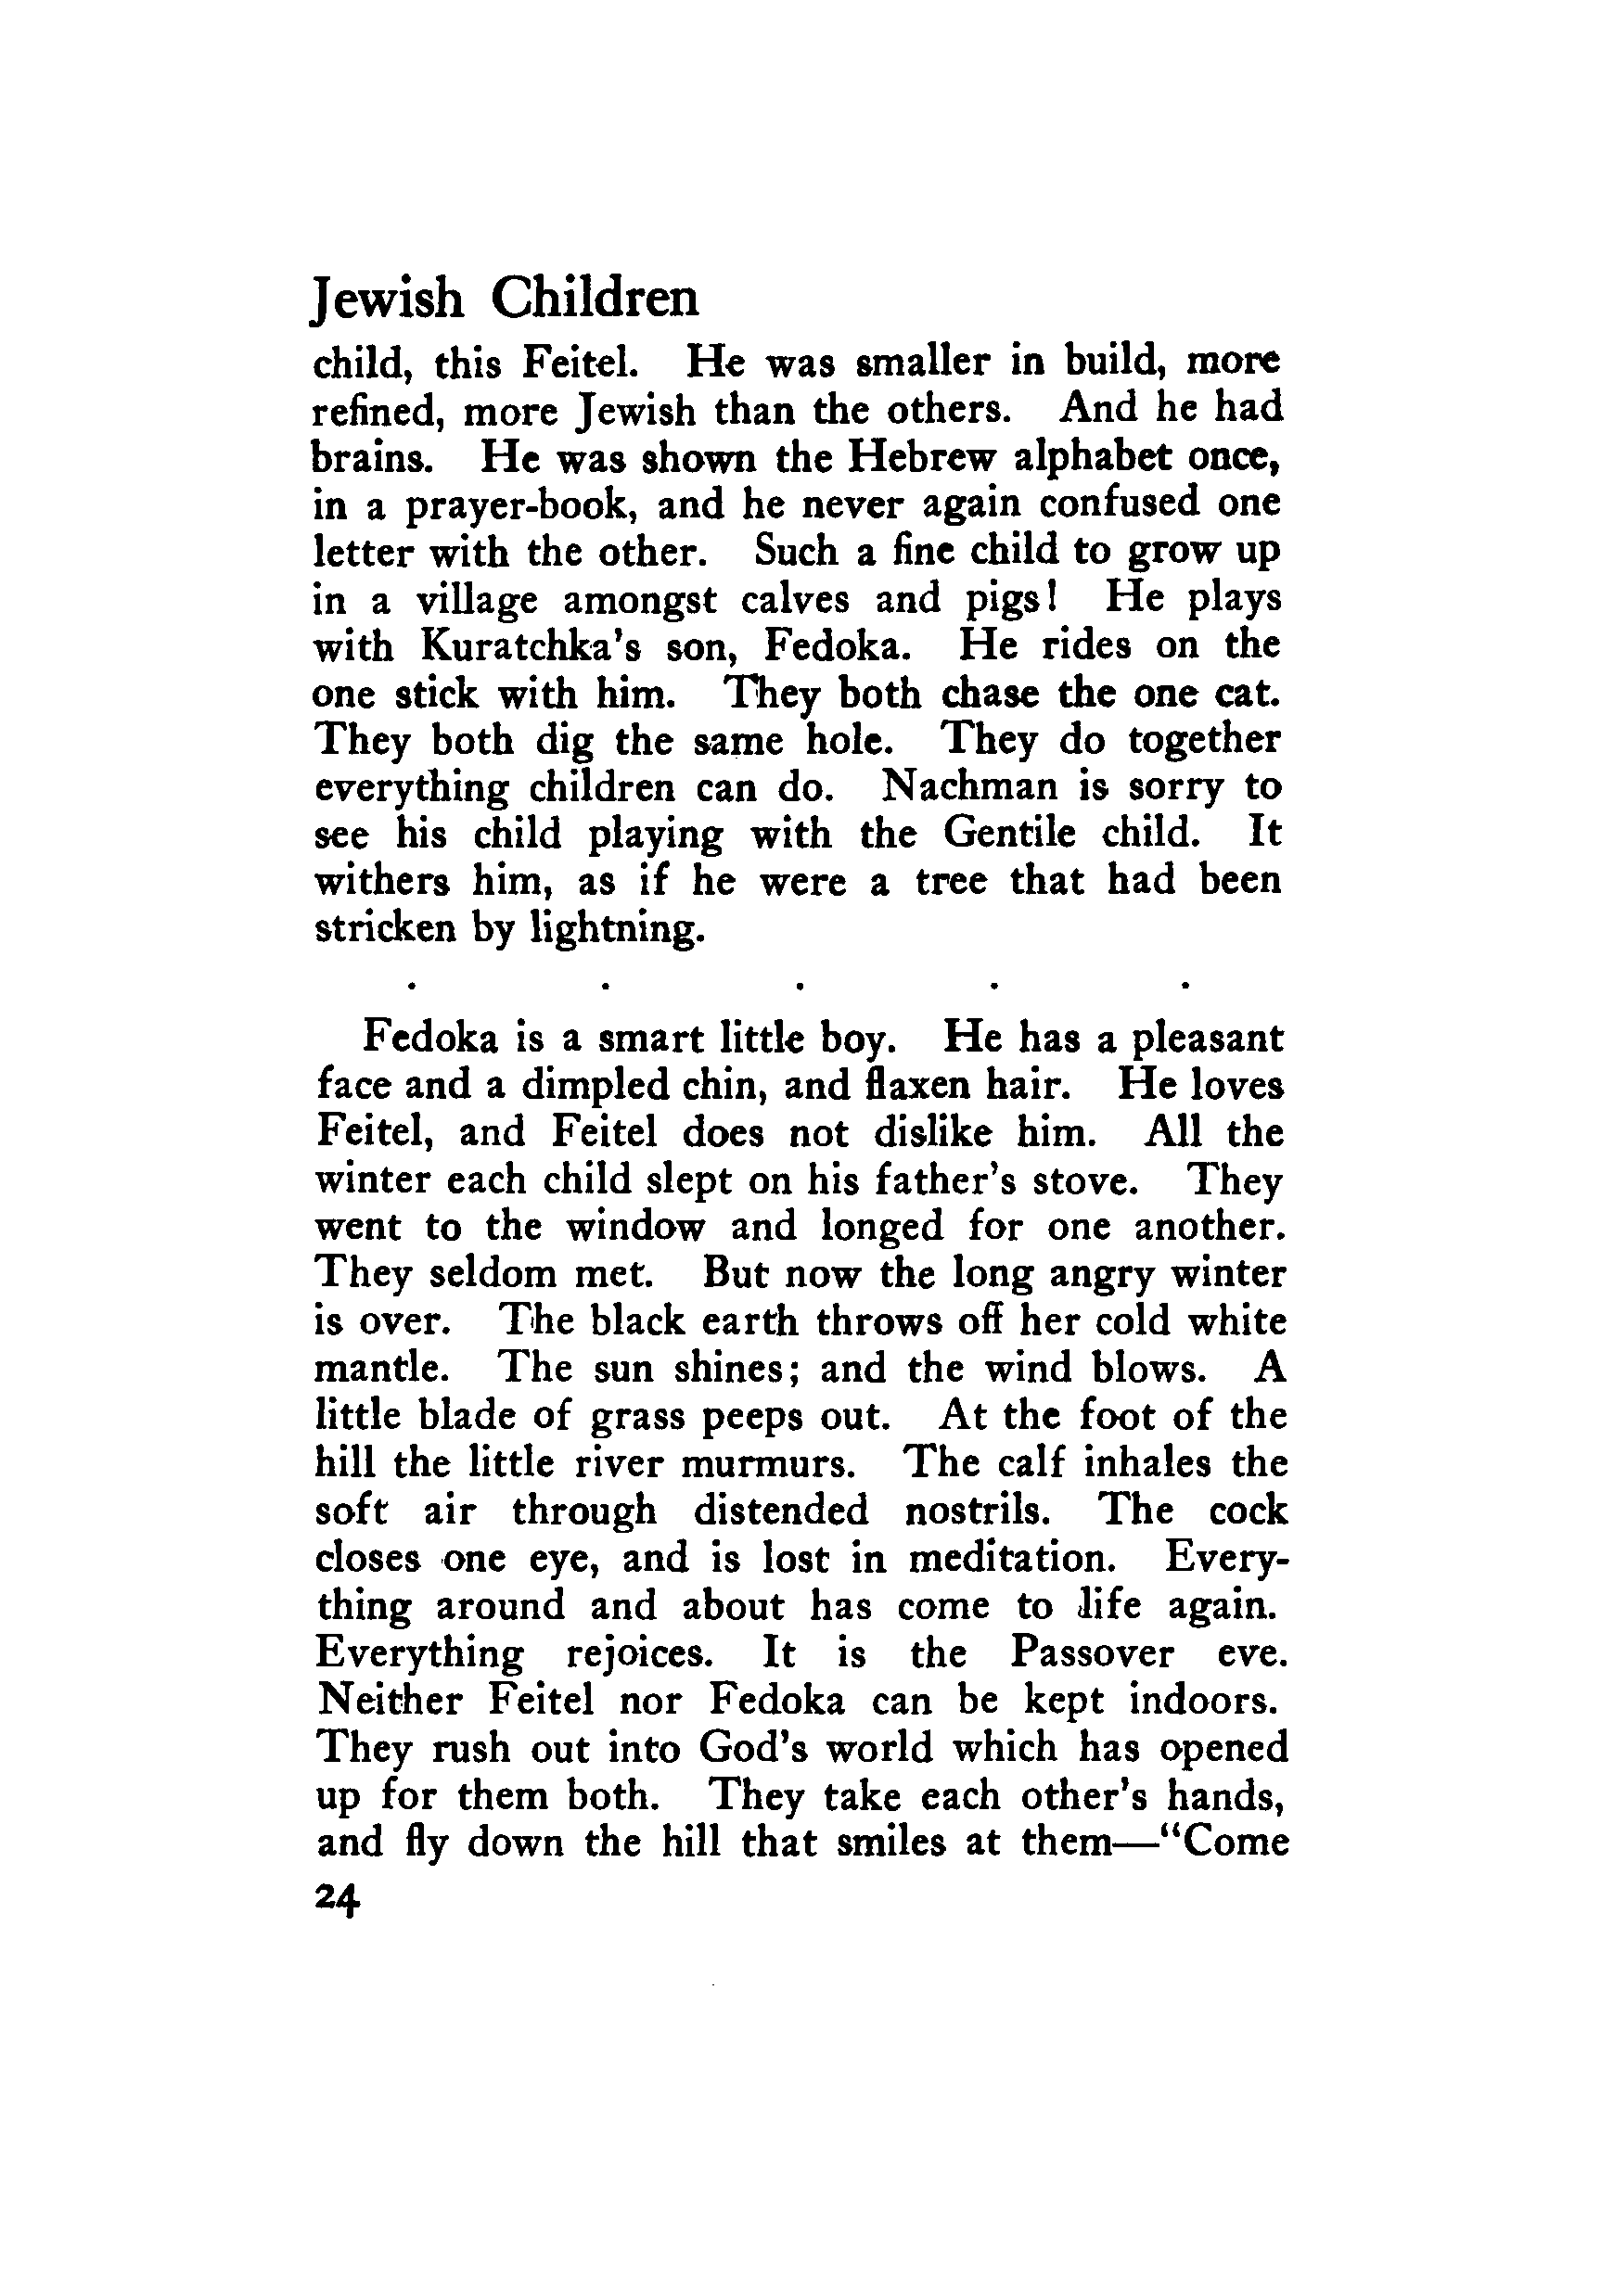 Jewish Children
child, this Feitel. He was smaller in build, more
refined, more Jewish than the others. And he had
brains. He was shown the Hebrew alphabet once,
in a prayer-book, and he never again confused one
letter with the other. Such a fine child to grow up
in a village amongst calves and pigs! He plays
with Kuratchka's son, Fedoka. He rides on the
one stick with him. They both chase the one cat.
They both dig the same hole. They do together
everything children can do. Nachman is sorry to
see his child playing with the Gentile child. It
withers him, as if he were a tree that had been
stricken by lightning.
. . . . .
Fedoka is a smart little boy. He has a pleasant
face and a dimpled chin, and flaxen hair. He loves
Feitel, and Feitel does not dislike him. All the
winter each child slept on his father's stove. They
went to the window and longed for one another.
They seldom met. But now the long angry winter
is over. The black earth throws off her cold white
mantle. The sun shines; and the wind blows. A
little blade of grass peeps out. At the foot of the
hill the little river murmurs. The calf inhales the
soft air through distended nostrils. The cock
closes one eye, and is lost in meditation. Every-
thing around and about has come to life again.
Everything rejoices. It is the Passover eve.
Neither Feitel nor Fedoka can be kept indoors.
They rush out into God's world which has opened
up for them both. They take each other's hands,
and fly down the hill that smiles at them—"Come
24